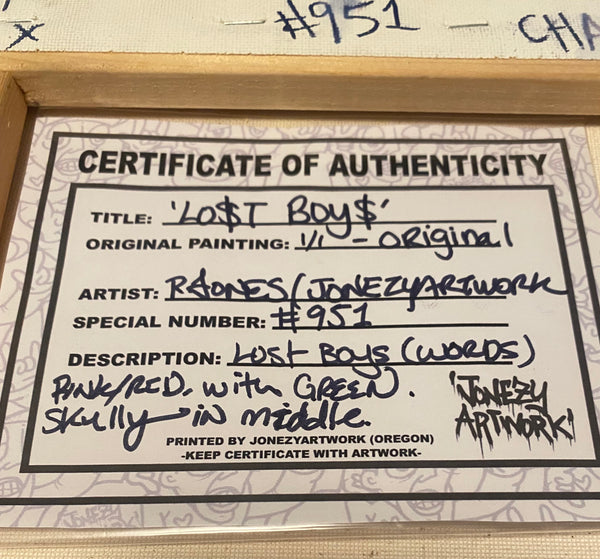 x #951 — CHA
CERTIFICATE OF AUTHENTICITY
TITLE: 'LO$T BOY$'
ORIGINAL PAINTING: 1/1 - ORiginal
ARTIST: RJONES/JONEZYARTWORK
SPECIAL NUMBER: #951
DESCRIPTION: LOST BOYS (WORDS)
PINK/RED. with GREEN.
Skully in middle.
'JONEZY
ARTWORK'
PRINTED BY JONEZYARTWORK (OREGON)
-KEEP CERTIFICATE WITH ARTWORK-